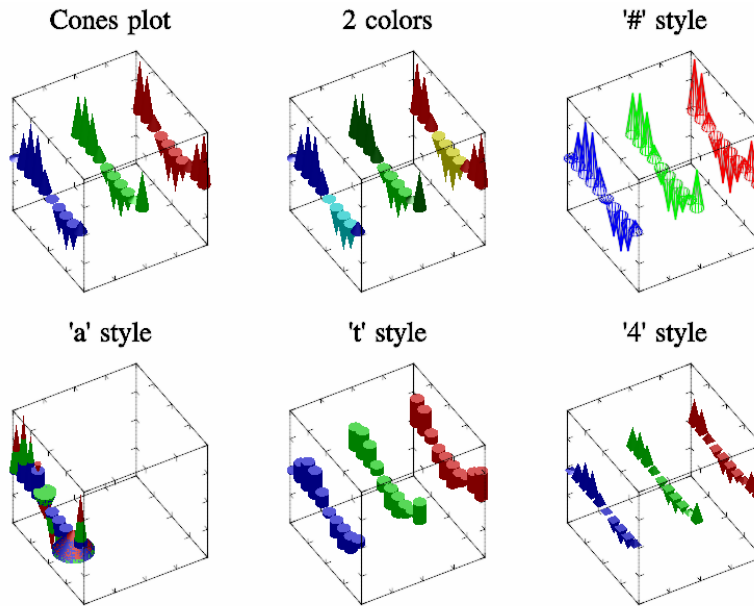 Cones plot
2 colors
'#' style
'a' style
't' style
'4' style